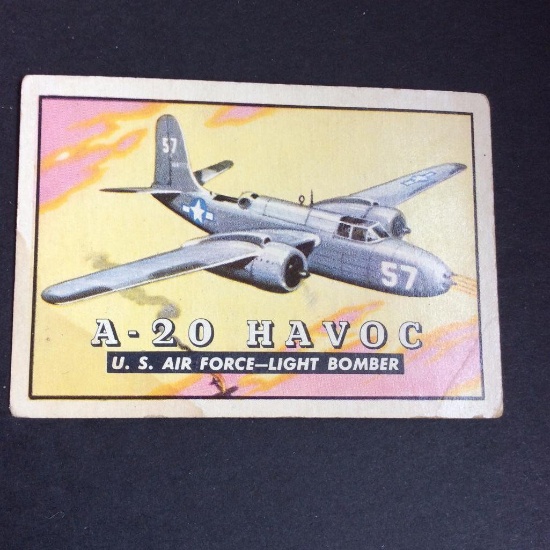 57
57
A-20 HAVOC
U. S. AIR FORCE—LIGHT BOMBER